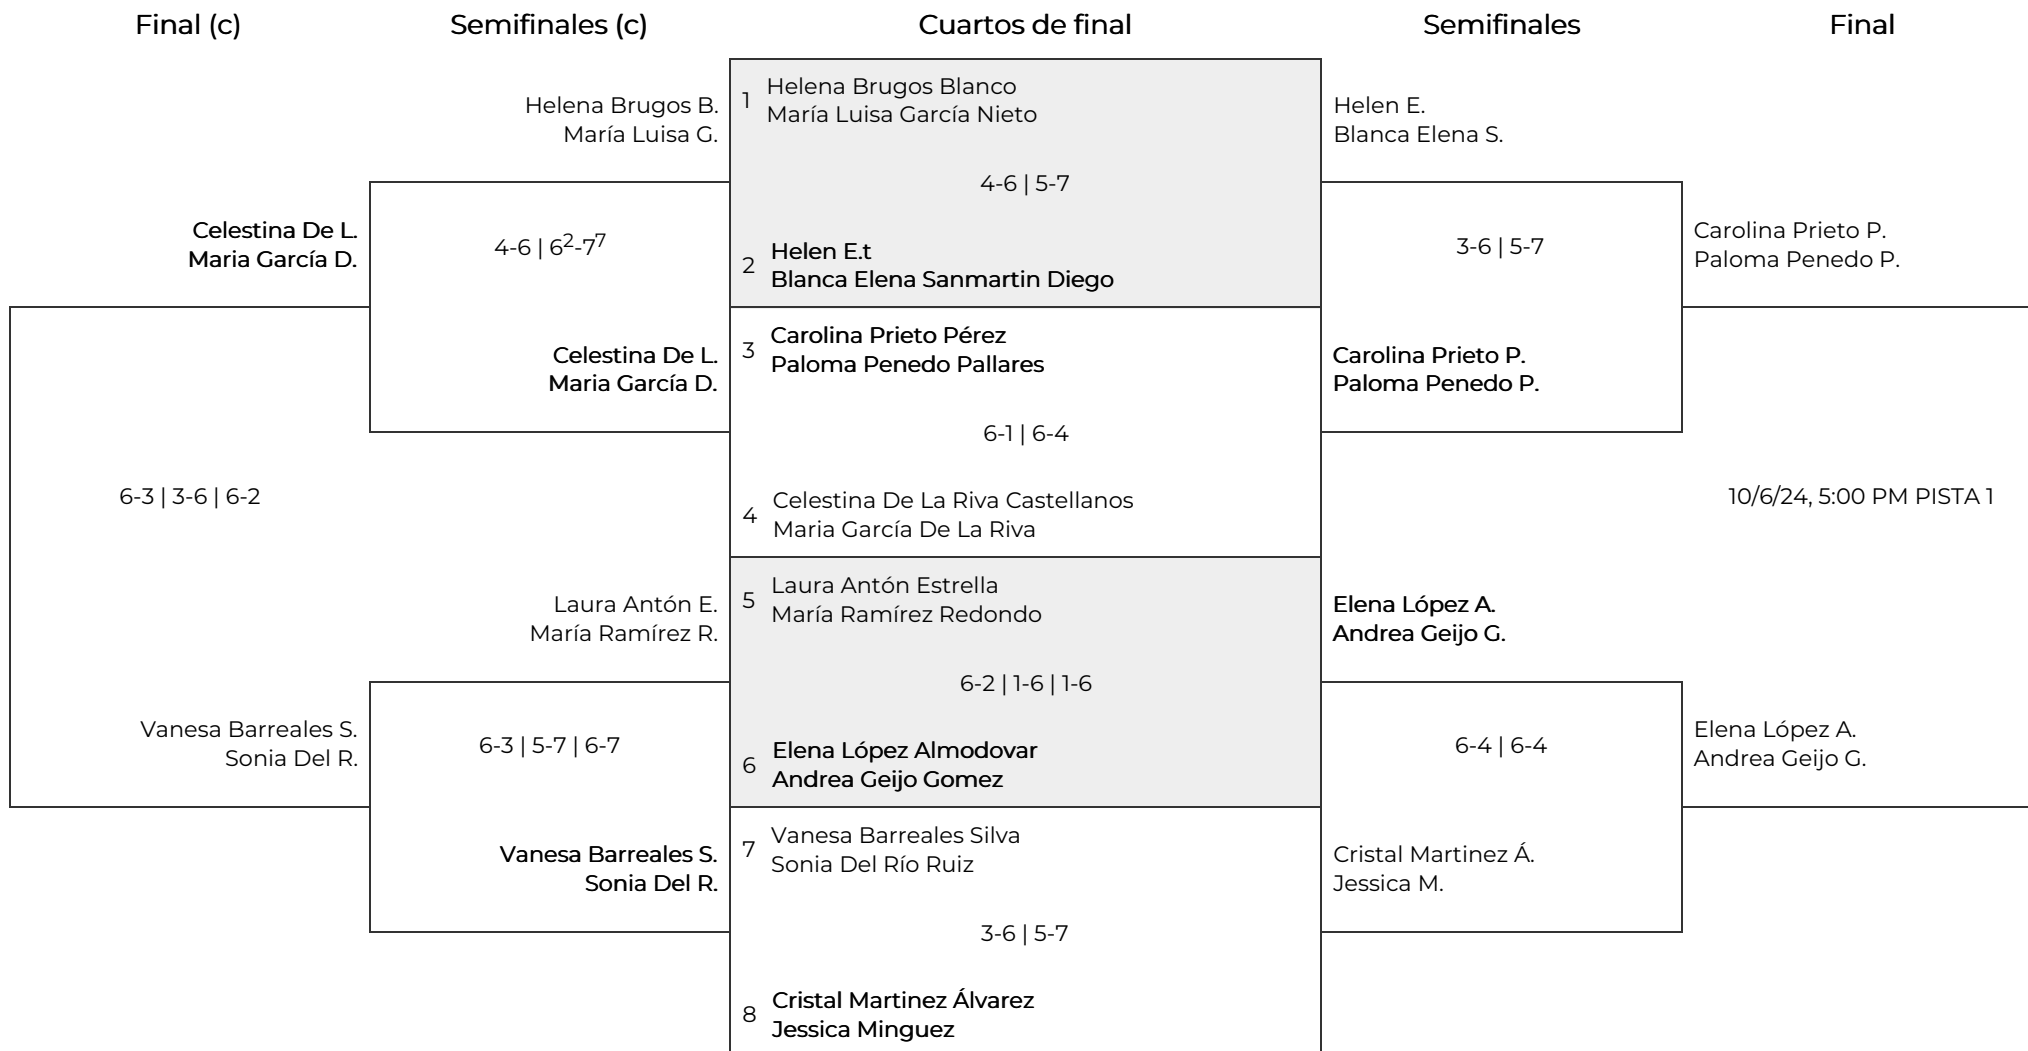 Final (c)
Semifinales (c)
Cuartos de final
Semifinales
Final
Celestina De L.
Maria García D.
6-3 | 3-6 | 6-2
Vanesa Barreales S.
Sonia Del R.
Helena Brugos B.
María Luisa G.
4-6 | 6²-7⁷
Celestina De L.
Maria García D.
Laura Antón E.
María Ramírez R.
6-3 | 5-7 | 6-7
Vanesa Barreales S.
Sonia Del R.
1 Helena Brugos Blanco
María Luisa García Nieto
4-6 | 5-7
2 Helen E.t
Blanca Elena Sanmartin Diego
3 Carolina Prieto Pérez
Paloma Penedo Pallares
6-1 | 6-4
4 Celestina De La Riva Castellanos
Maria García De La Riva
5 Laura Antón Estrella
María Ramírez Redondo
6-2 | 1-6 | 1-6
6 Elena López Almodovar
Andrea Geijo Gomez
7 Vanesa Barreales Silva
Sonia Del Río Ruiz
3-6 | 5-7
8 Cristal Martinez Álvarez
Jessica Minguez
Helen E.
Blanca Elena S.
3-6 | 5-7
Carolina Prieto P.
Paloma Penedo P.
Elena López A.
Andrea Geijo G.
6-4 | 6-4
Cristal Martinez Á.
Jessica M.
Carolina Prieto P.
Paloma Penedo P.
10/6/24, 5:00 PM PISTA 1
Elena López A.
Andrea Geijo G.